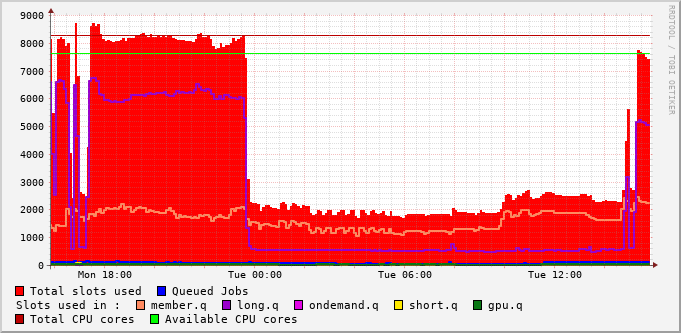 9000
8000
7000
6000
5000
4000
3000
2000
1000
0
Mon 18:00 Tue 00:00 Tue 06:00 Tue 12:00
RRDTOOL / TOBI OETIKER
Total slots used Queued Jobs
Slots used in : member.q long.q ondemand.q short.q gpu.q
Total CPU cores Available CPU cores